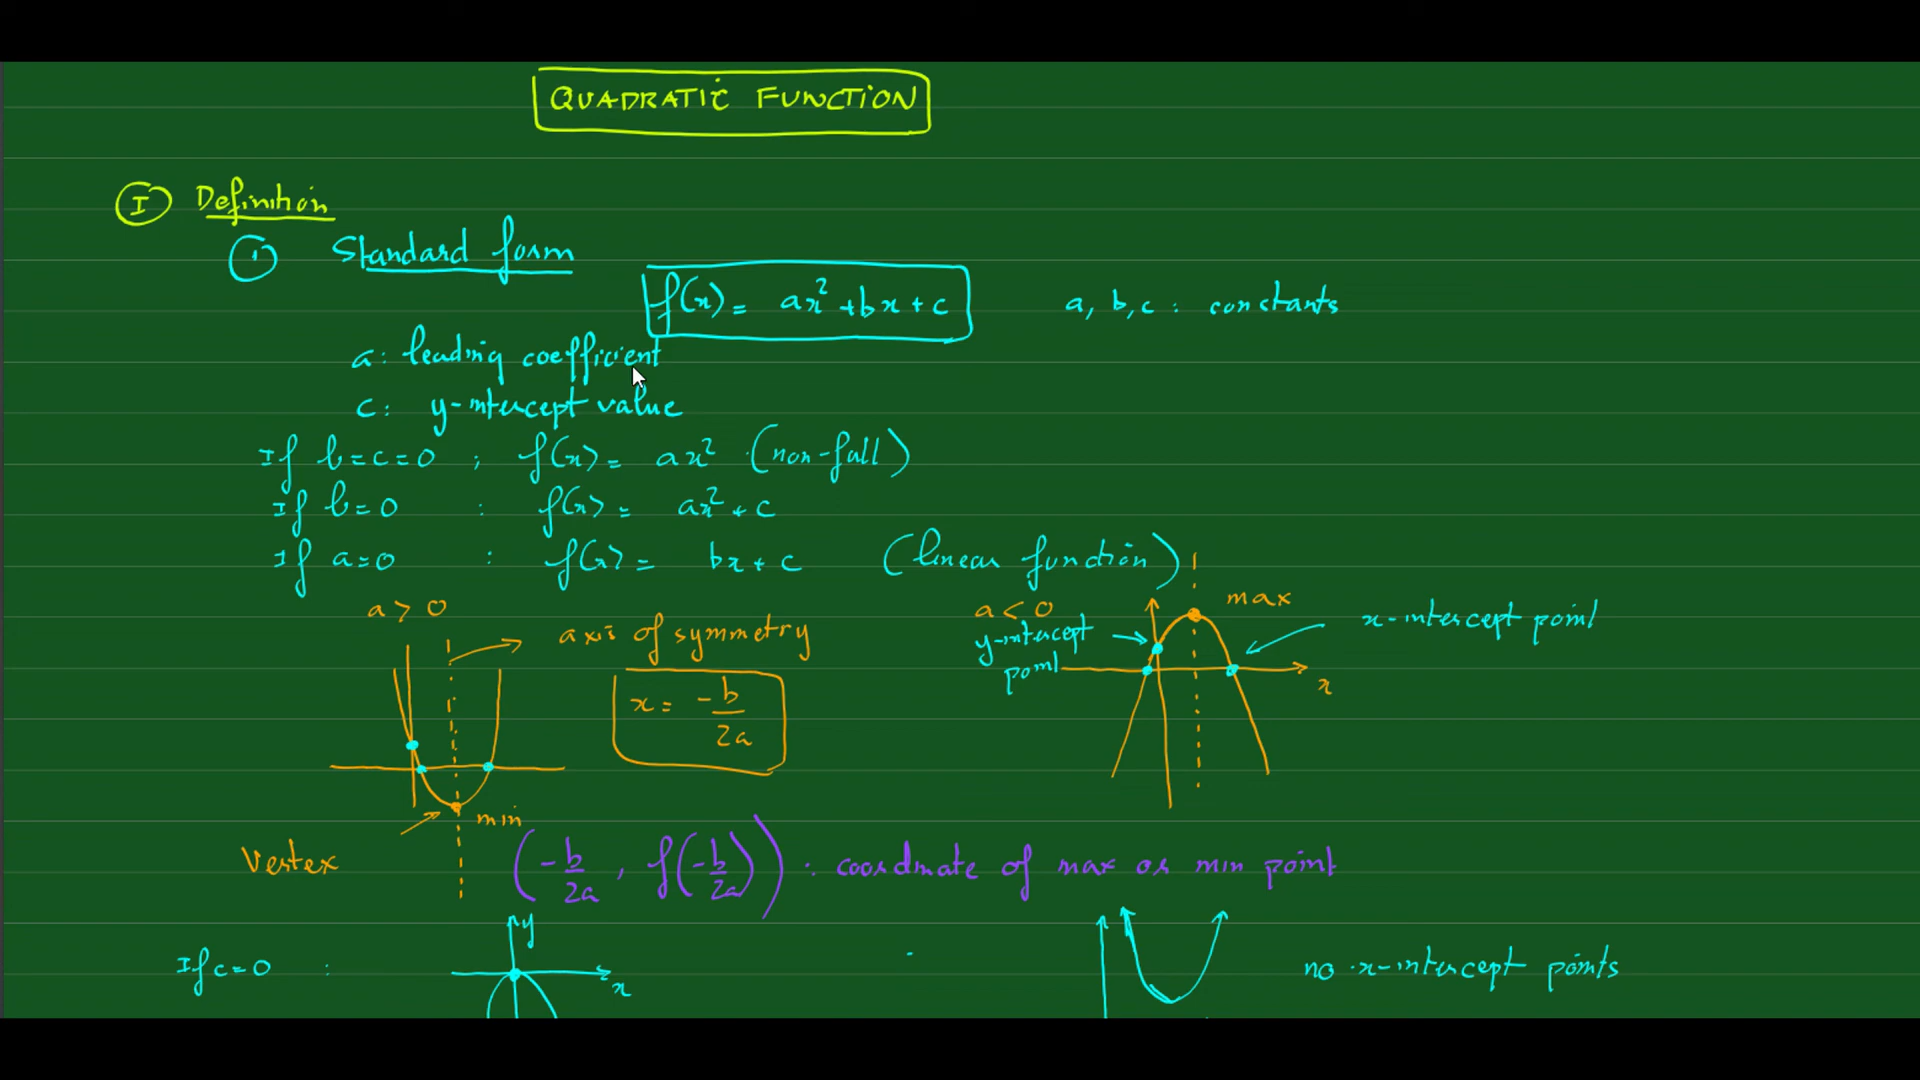 QUADRATIC FUNCTION
I Definition
1 Standard form
f(x) = ax²+bx+c a, b, c : constants
a: leading coefficient
c: y-intercept value
If b=c=0 ; f(x) = ax² (non-full)
If b=0 : f(x) = ax²+c
If a=0 : f(x) = bx+c (linear function)
a > 0
axis of symmetry
x = -b/2a
min
Vertex
a < 0
max
x-intercept point
y-intercept
point
x
(-b/2a, f(-b/2a)) : coordinate of max or min point
If c=0 :
y
x
no x-intercept points